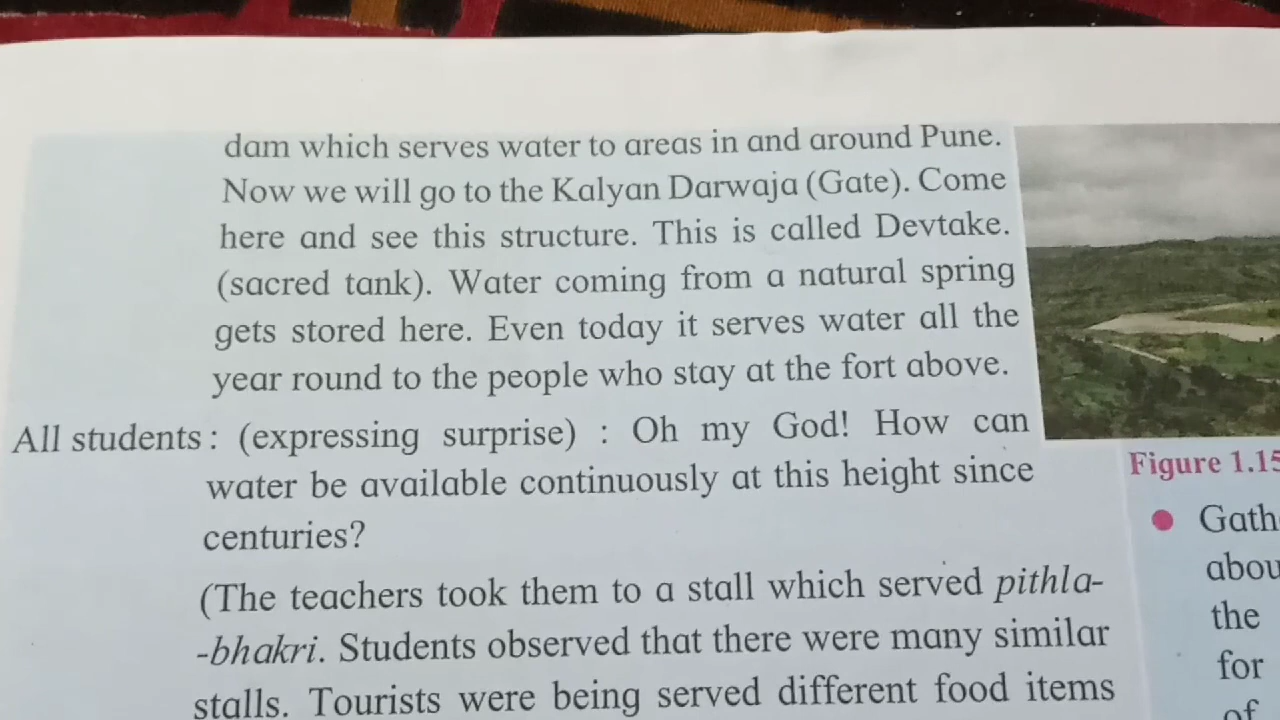 dam which serves water to areas in and around Pune.
Now we will go to the Kalyan Darwaja (Gate). Come
here and see this structure. This is called Devtake.
(sacred tank). Water coming from a natural spring
gets stored here. Even today it serves water all the
year round to the people who stay at the fort above.
All students : (expressing surprise) : Oh my God! How can
water be available continuously at this height since
centuries?
(The teachers took them to a stall which served pithla-
-bhakri. Students observed that there were many similar
stalls. Tourists were being served different food items
Figure 1.15
● Gath
abou
the
for
of